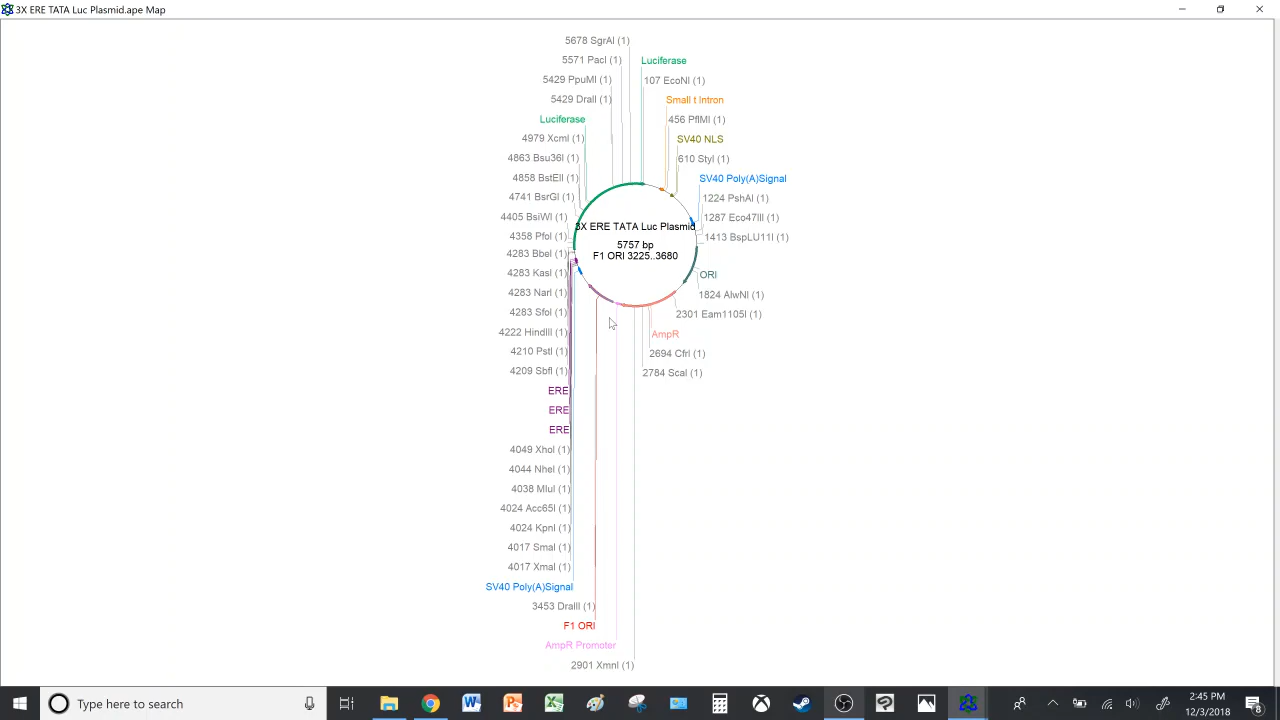 3X ERE TATA Luc Plasmid.ape Map
5678 SgrAI (1)
5571 PacI (1)
5429 PpuMI (1)
5429 DraII (1)
Luciferase
4979 XcmI (1)
4863 Bsu36I (1)
4858 BstEII (1)
4741 BsrGI (1)
4405 BsiWI (1)
4358 PfoI (1)
4283 BbeI (1)
4283 KasI (1)
4283 NarI (1)
4283 SfoI (1)
4222 HindIII (1)
4210 PstI (1)
4209 SbfI (1)
ERE
ERE
ERE
4049 XhoI (1)
4044 NheI (1)
4038 MluI (1)
4024 Acc65I (1)
4024 KpnI (1)
4017 SmaI (1)
4017 XmaI (1)
SV40 Poly(A)Signal
3453 DraIII (1)
F1 ORI
AmpR Promoter
2901 XmnI (1)
Luciferase
107 EcoNI (1)
Small t Intron
456 PflMI (1)
SV40 NLS
610 StyI (1)
SV40 Poly(A)Signal
1224 PshAI (1)
1287 Eco47III (1)
1413 BspLU11I (1)
ORI
1824 AlwNI (1)
2301 Eam1105I (1)
AmpR
2694 CfrI (1)
2784 ScaI (1)
3X ERE TATA Luc Plasmid
5757 bp
F1 ORI 3225..3680
Type here to search
2:45 PM
12/3/2018
8